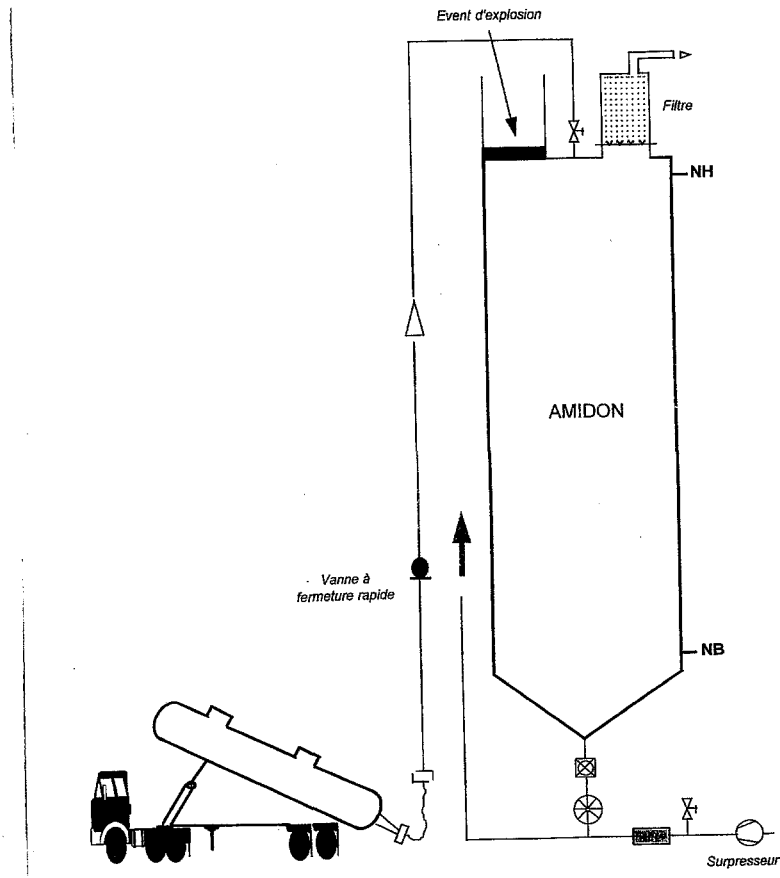 Event d'explosion
Filtre
NH
AMIDON
Vanne à
fermeture rapide
NB
Surpresseur